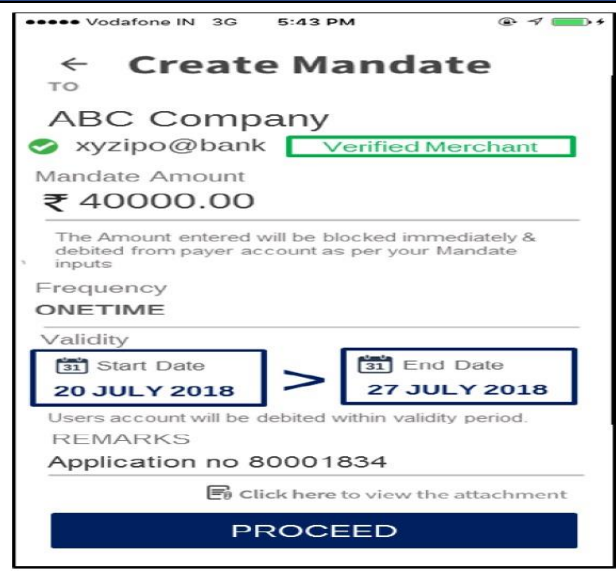 Vodafone IN 3G 5:43 PM
← Create Mandate
TO
ABC Company
xyzipo@bank Verified Merchant
Mandate Amount
₹ 40000.00
The Amount entered will be blocked immediately &
debited from payer account as per your Mandate
inputs
Frequency
ONETIME
Validity
31 Start Date > 31 End Date
20 JULY 2018 27 JULY 2018
Users account will be debited within validity period.
REMARKS
Application no 80001834
Click here to view the attachment
PROCEED